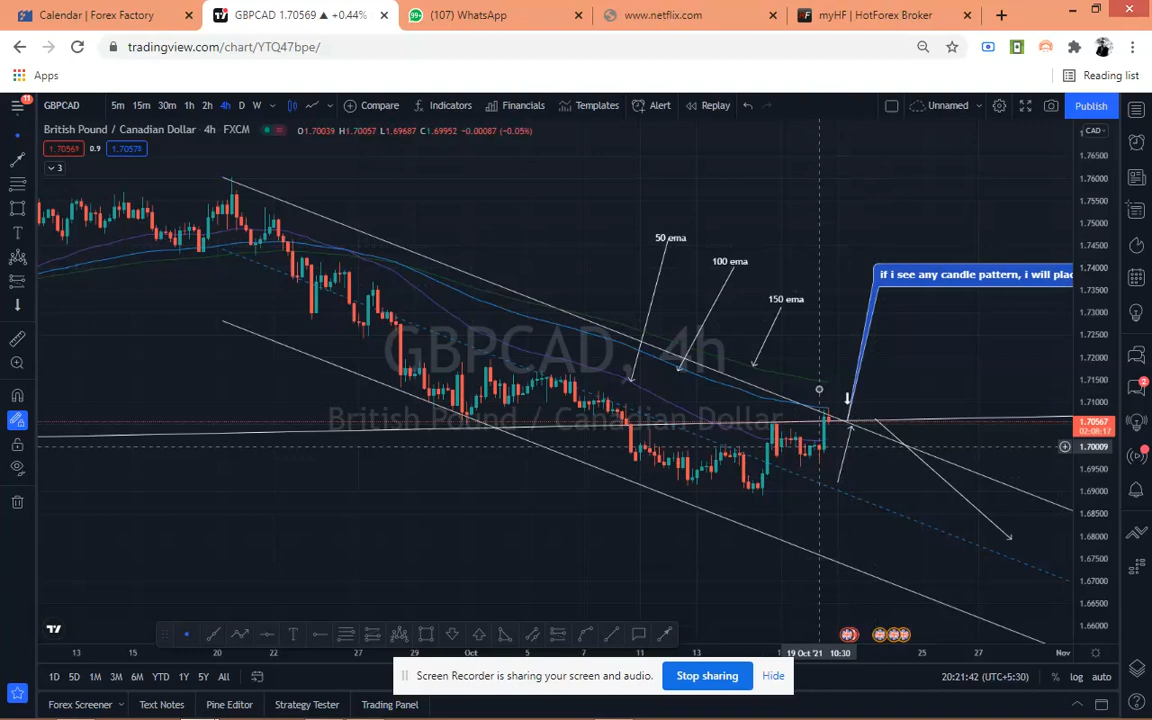 Calendar | Forex Factory
GBPCAD 1.70569 ▲ +0.44%
(107) WhatsApp
www.netflix.com
myHF | HotForex Broker
tradingview.com/chart/YTQ47bpe/
Apps
Reading list
11
GBPCAD 5m 15m 30m 1h 2h 4h D W Compare Indicators Financials Templates Alert Replay Unnamed Publish
British Pound / Canadian Dollar · 4h · FXCM O1.70039 H1.70057 L1.69687 C1.69952 −0.00087 (−0.05%)
CAD
1.70569 0.9 1.70578
3
1.76500
1.76000
1.75500
1.75000
1.74500
1.74000
1.73500
1.73000
1.72500
1.72000
1.71500
1.71000
1.70567
02:08:17
1.70009
1.69500
1.69000
1.68500
1.68000
1.67500
1.67000
1.66500
1.66000
50 ema
100 ema
150 ema
if i see any candle pattern, i will plac
GBPCAD, 4h
British Pound / Canadian Dollar
2
13 15 20 22 27 Oct 5 11 13 19 Oct '21 10:30 25 27 Nov
1D 5D 1M 3M 6M YTD 1Y 5Y All
20:21:42 (UTC+5:30) % log auto
Screen Recorder is sharing your screen and audio. Stop sharing Hide
Forex Screener Text Notes Pine Editor Strategy Tester Trading Panel